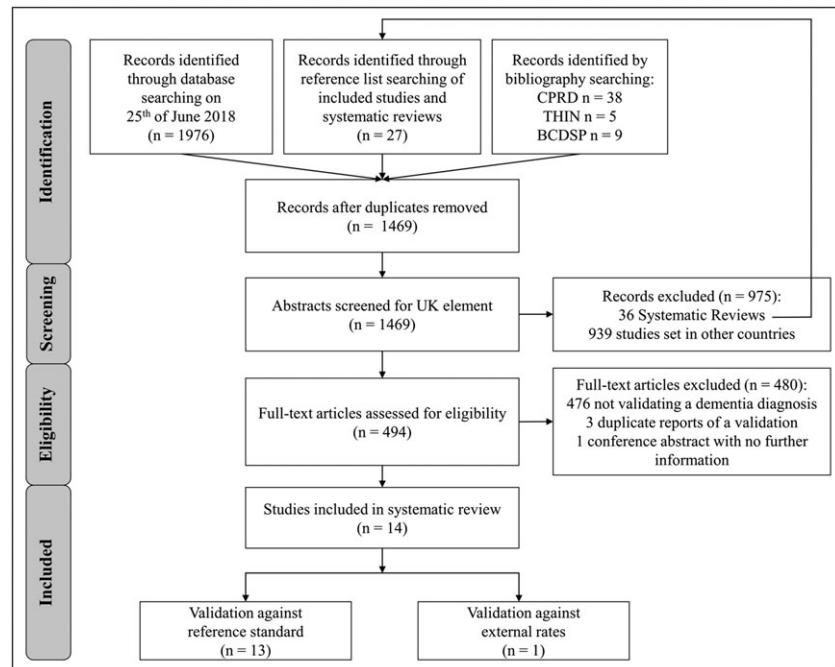 Identification
Records identified
through database
searching on
25th of June 2018
(n = 1976)
Records identified through
reference list searching of
included studies and
systematic reviews
(n = 27)
Records identified by
bibliography searching:
CPRD n = 38
THIN n = 5
BCDSP n = 9
Records after duplicates removed
(n = 1469)
Screening
Abstracts screened for UK element
(n = 1469)
Records excluded (n = 975):
36 Systematic Reviews
939 studies set in other countries
Eligibility
Full-text articles assessed for eligibility
(n = 494)
Full-text articles excluded (n = 480):
476 not validating a dementia diagnosis
3 duplicate reports of a validation
1 conference abstract with no further
information
Included
Studies included in systematic review
(n = 14)
Validation against
reference standard
(n = 13)
Validation against
external rates
(n = 1)